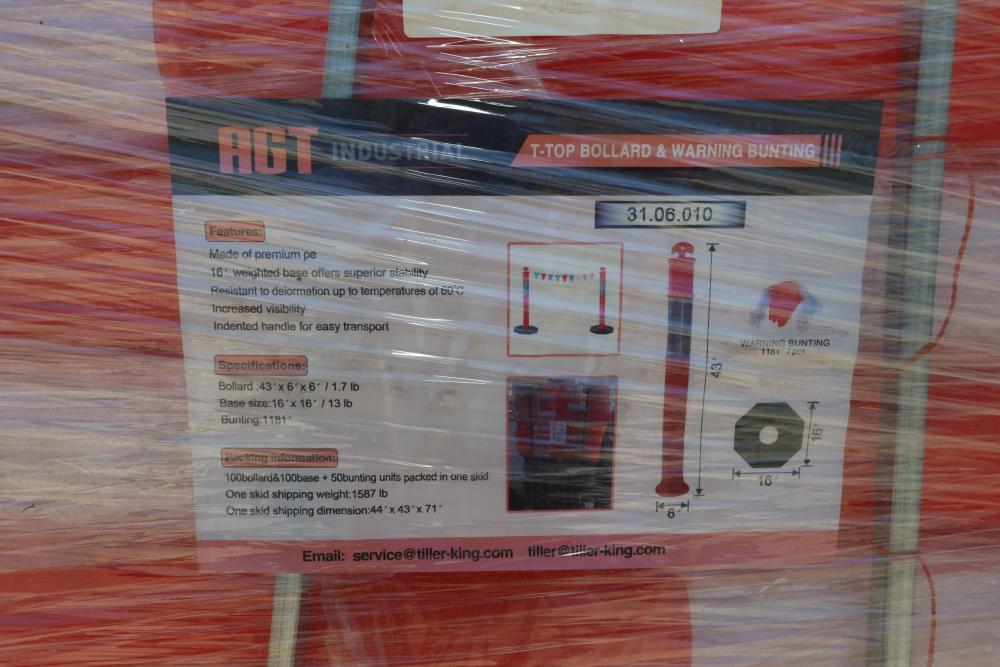 AGT INDUSTRIAL
T-TOP BOLLARD & WARNING BUNTING
31.06.010
Features:
Made of premium pe
16" weighted base offers superior stability
Resistant to deiormation up to temperatures of 60°C
Increased visibility
Indented handle for easy transport
Specifications:
Bollard :43"x 6"x 6" / 1.7 lb
Base size:16"x 16" / 13 lb
Bunting:1181"
Packing information:
100bollard&100base + 50bunting units packed in one skid
One skid shipping weight:1587 lb
One skid shipping dimension:44"x 43"x 71"
43"
6"
WARNING BUNTING
1181" / pcs
16"
16"
Email: service@tiller-king.com tiller@tiller-king.com